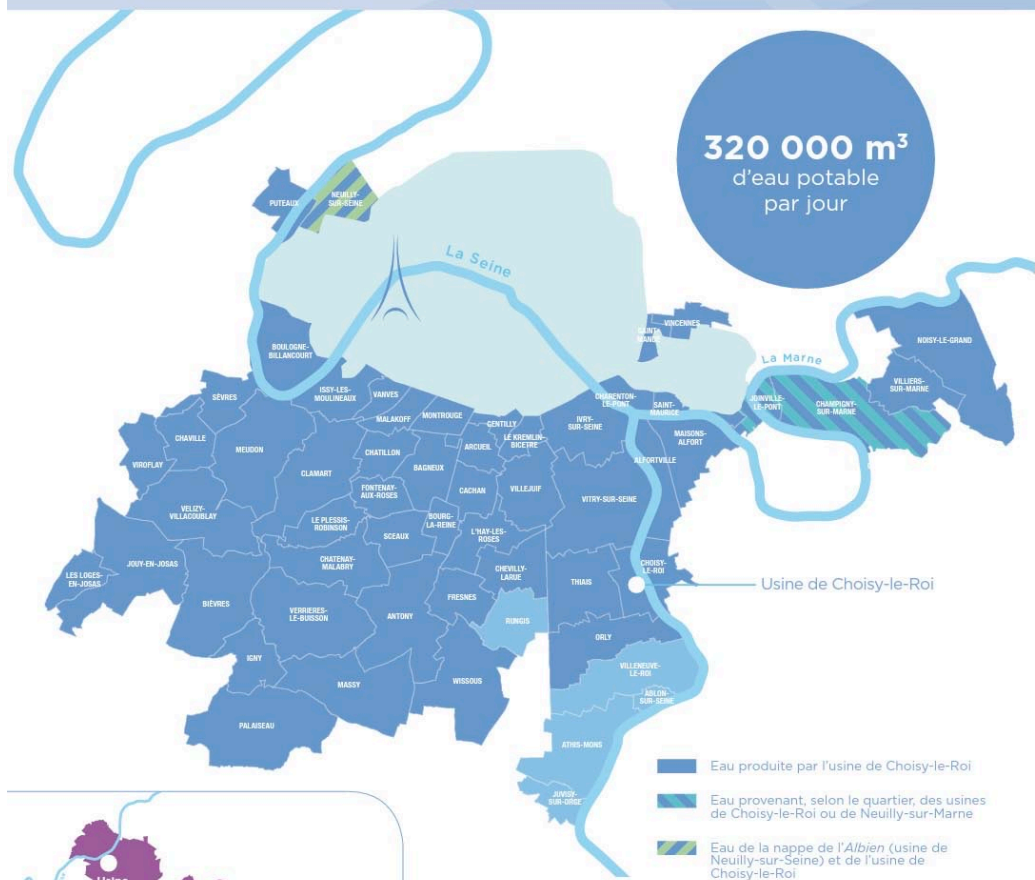 320 000 m³
d'eau potable
par jour
NEUILLY-
SUR-SEINE
PUTEAUX
La Seine
VINCENNES
SAINT-
MANDÉ
NOISY-LE-GRAND
BOULOGNE-
BILLANCOURT
La Marne
VILLIERS-
SUR-MARNE
ISSY-LES-
MOULINEAUX
VANVES
SÈVRES
CHARENTON-
LE-PONT
SAINT-
MAURICE
JOINVILLE-
LE-PONT
CHAMPIGNY-
SUR-MARNE
MALAKOFF
MONTROUGE
GENTILLY
IVRY-
SUR-SEINE
CHAVILLE
MEUDON
CHATILLON
ARCUEIL
LE KREMLIN-
BICETRE
MAISONS-
ALFORT
VIROFLAY
CLAMART
BAGNEUX
ALFORTVILLE
FONTENAY-
AUX-ROSES
CACHAN
VILLEJUIF
VITRY-SUR-SEINE
VELIZY-
VILLACOUBLAY
LE PLESSIS-
ROBINSON
BOURG-
LA-REINE
SCEAUX
L'HAY-LES-
ROSES
JOUY-EN-JOSAS
CHATENAY-
MALABRY
CHEVILLY-
LARUE
THIAIS
CHOISY-
LE-ROI
Usine de Choisy-le-Roi
LES LOGES-
EN-JOSAS
BIÈVRES
VERRIERES-
LE-BUISSON
ANTONY
FRESNES
RUNGIS
ORLY
IGNY
VILLENEUVE-
LE-ROI
MASSY
WISSOUS
ABLON-
SUR-SEINE
PALAISEAU
ATHIS-MONS
JUVISY-
SUR-ORGE
Eau produite par l'usine de Choisy-le-Roi
Eau provenant, selon le quartier, des usines
de Choisy-le-Roi ou de Neuilly-sur-Marne
Eau de la nappe de l'Albien (usine de
Neuilly-sur-Seine) et de l'usine de
Choisy-le-Roi
Usine